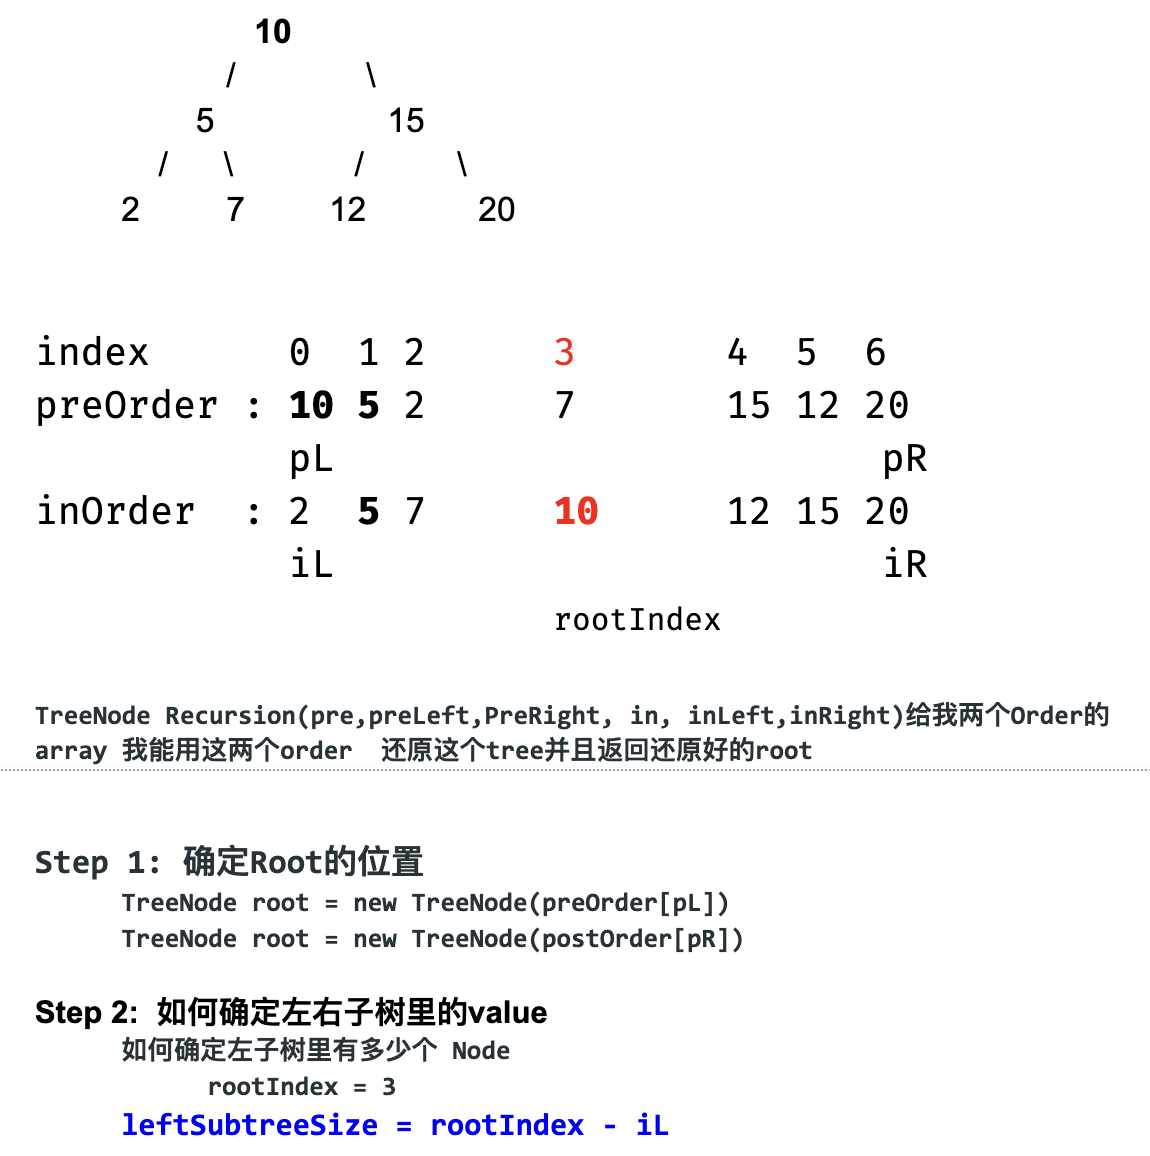 10
/ \
5 15
/ \ / \
2 7 12 20
index 0 1 2 3 4 5 6
preOrder : 10 5 2 7 15 12 20
pL pR
inOrder : 2 5 7 10 12 15 20
iL iR
rootIndex
TreeNode Recursion(pre,preLeft,PreRight, in, inLeft,inRight)给我两个Order的
array 我能用这两个order 还原这个tree并且返回还原好的root
Step 1: 确定Root的位置
TreeNode root = new TreeNode(preOrder[pL])
TreeNode root = new TreeNode(postOrder[pR])
Step 2: 如何确定左右子树里的value
如何确定左子树里有多少个 Node
rootIndex = 3
leftSubtreeSize = rootIndex - iL